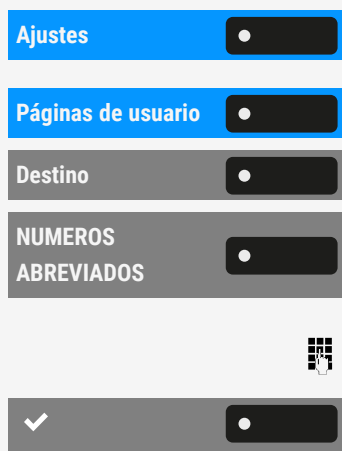 Ajustes
Páginas de usuario
Destino
NUMEROS
ABREVIADOS